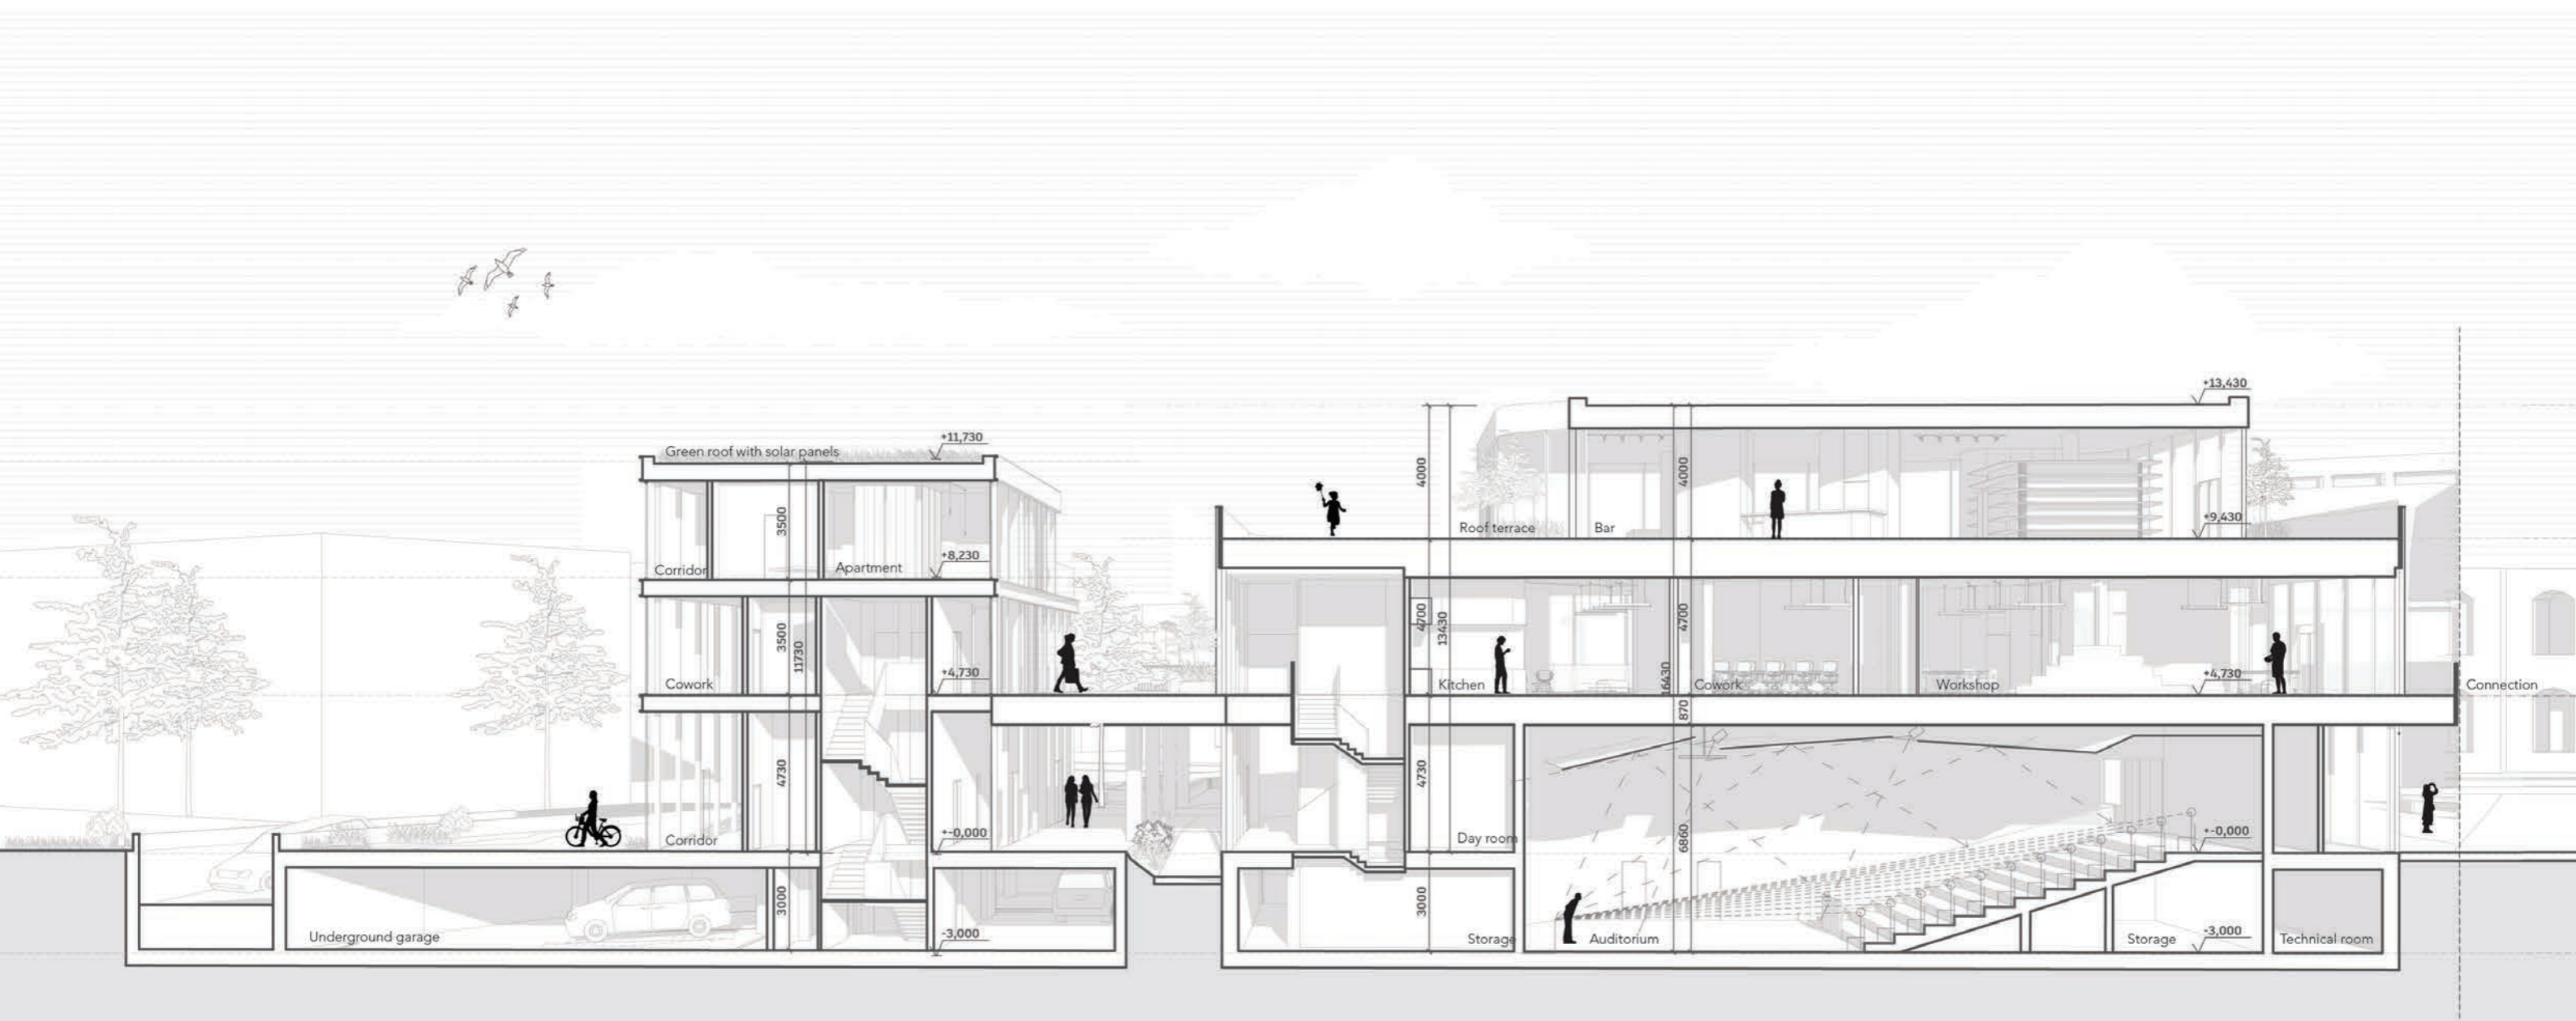 +13,430
+11,730
Green roof with solar panels
4000
4000
3500
+9,430
Roof terrace
Bar
+8,230
Corridor
Apartment
3500
11730
4700
13430
4700
16430
+4,730
+4,730
Cowork
Kitchen
Cowork
Workshop
Connection
870
4730
4730
+-0,000
+-0,000
6860
Corridor
Day room
3000
3000
-3,000
-3,000
Underground garage
Storage
Auditorium
Storage
Technical room